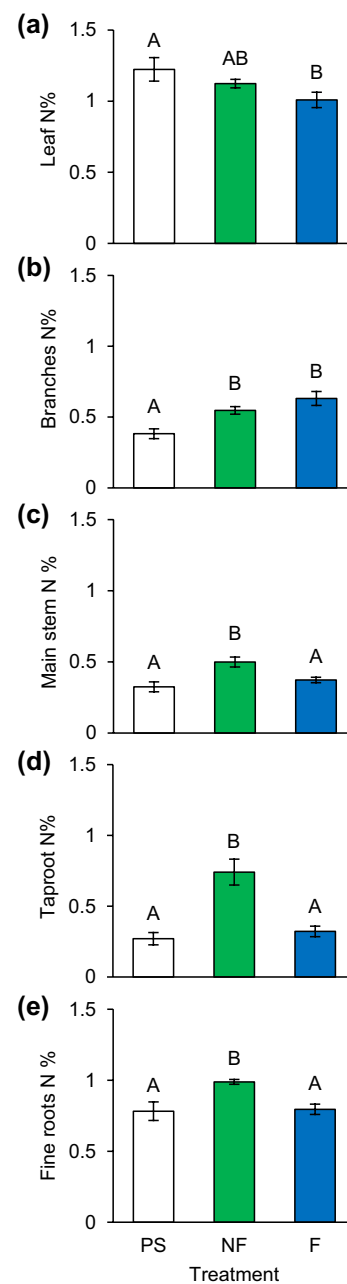 (a)
1.5
1
0.5
0
Leaf N%
A
AB
B
(b)
1
0.5
0
Branches N%
A
B
B
(c)
1.5
1
0.5
0
Main stem N %
A
B
A
(d)
1.5
1
0.5
0
Taproot N%
A
B
A
(e)
1.5
1
0.5
0
Fine roots N %
A
B
A
PS NF F
Treatment